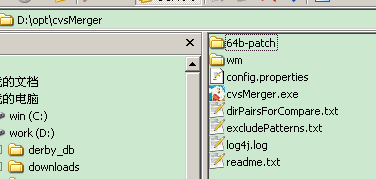 D:\opt\cvsMerger
的文档
的电脑
win (C:)
work (D:)
derby_db
downloads
64b-patch
wm
config.properties
cvsMerger.exe
dirPairsForCompare.txt
excludePatterns.txt
log4j.log
readme.txt